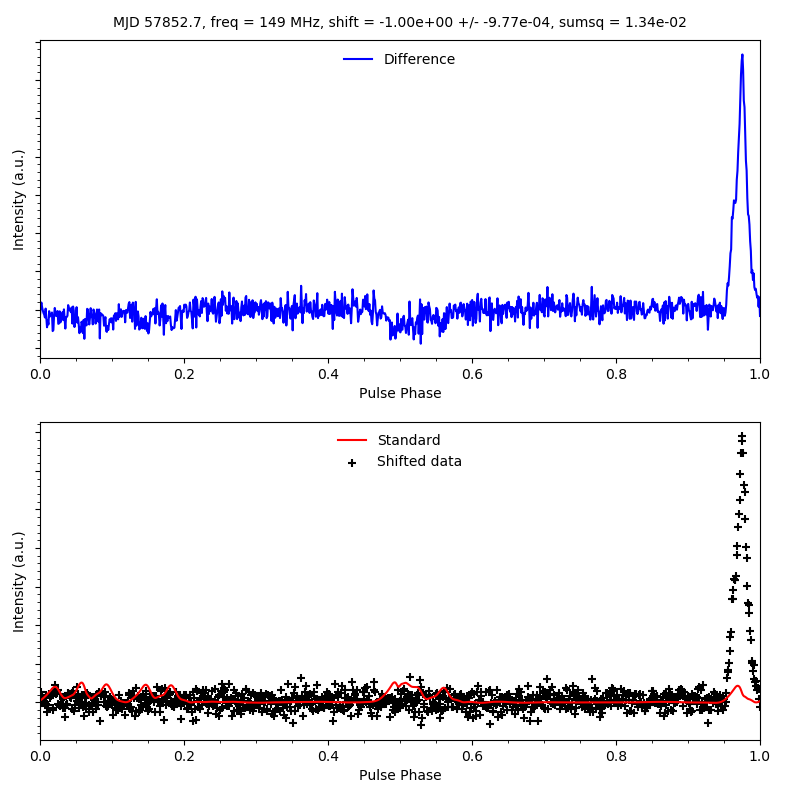 MJD 57852.7, freq = 149 MHz, shift = -1.00e+00 +/- -9.77e-04, sumsq = 1.34e-02
Difference
Intensity (a.u.)
0.0 0.2 0.4 0.6 0.8 1.0
Pulse Phase
Standard
Shifted data
Intensity (a.u.)
0.0 0.2 0.4 0.6 0.8 1.0
Pulse Phase